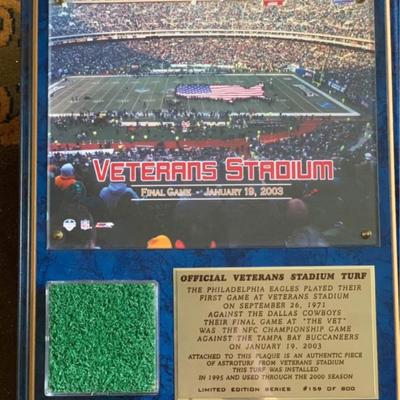 VETERANS STADIUM
FINAL GAME - JANUARY 19, 2003
NFL
OFFICIAL VETERANS STADIUM TURF
THE PHILADELPHIA EAGLES PLAYED THEIR
FIRST GAME AT VETERANS STADIUM
ON SEPTEMBER 26, 1971
AGAINST THE DALLAS COWBOYS
THEIR FINAL GAME AT "THE VET"
WAS THE NFC CHAMPIONSHIP GAME
AGAINST THE TAMPA BAY BUCCANEERS
ON JANUARY 19, 2003
ATTACHED TO THIS PLAQUE IS AN AUTHENTIC PIECE
OF ASTROTURF FROM VETERANS STADIUM
THIS TURF WAS INSTALLED
IN 1995 AND USED THROUGH THE 2000 SEASON
LIMITED EDITION SERIES #159 OF 800